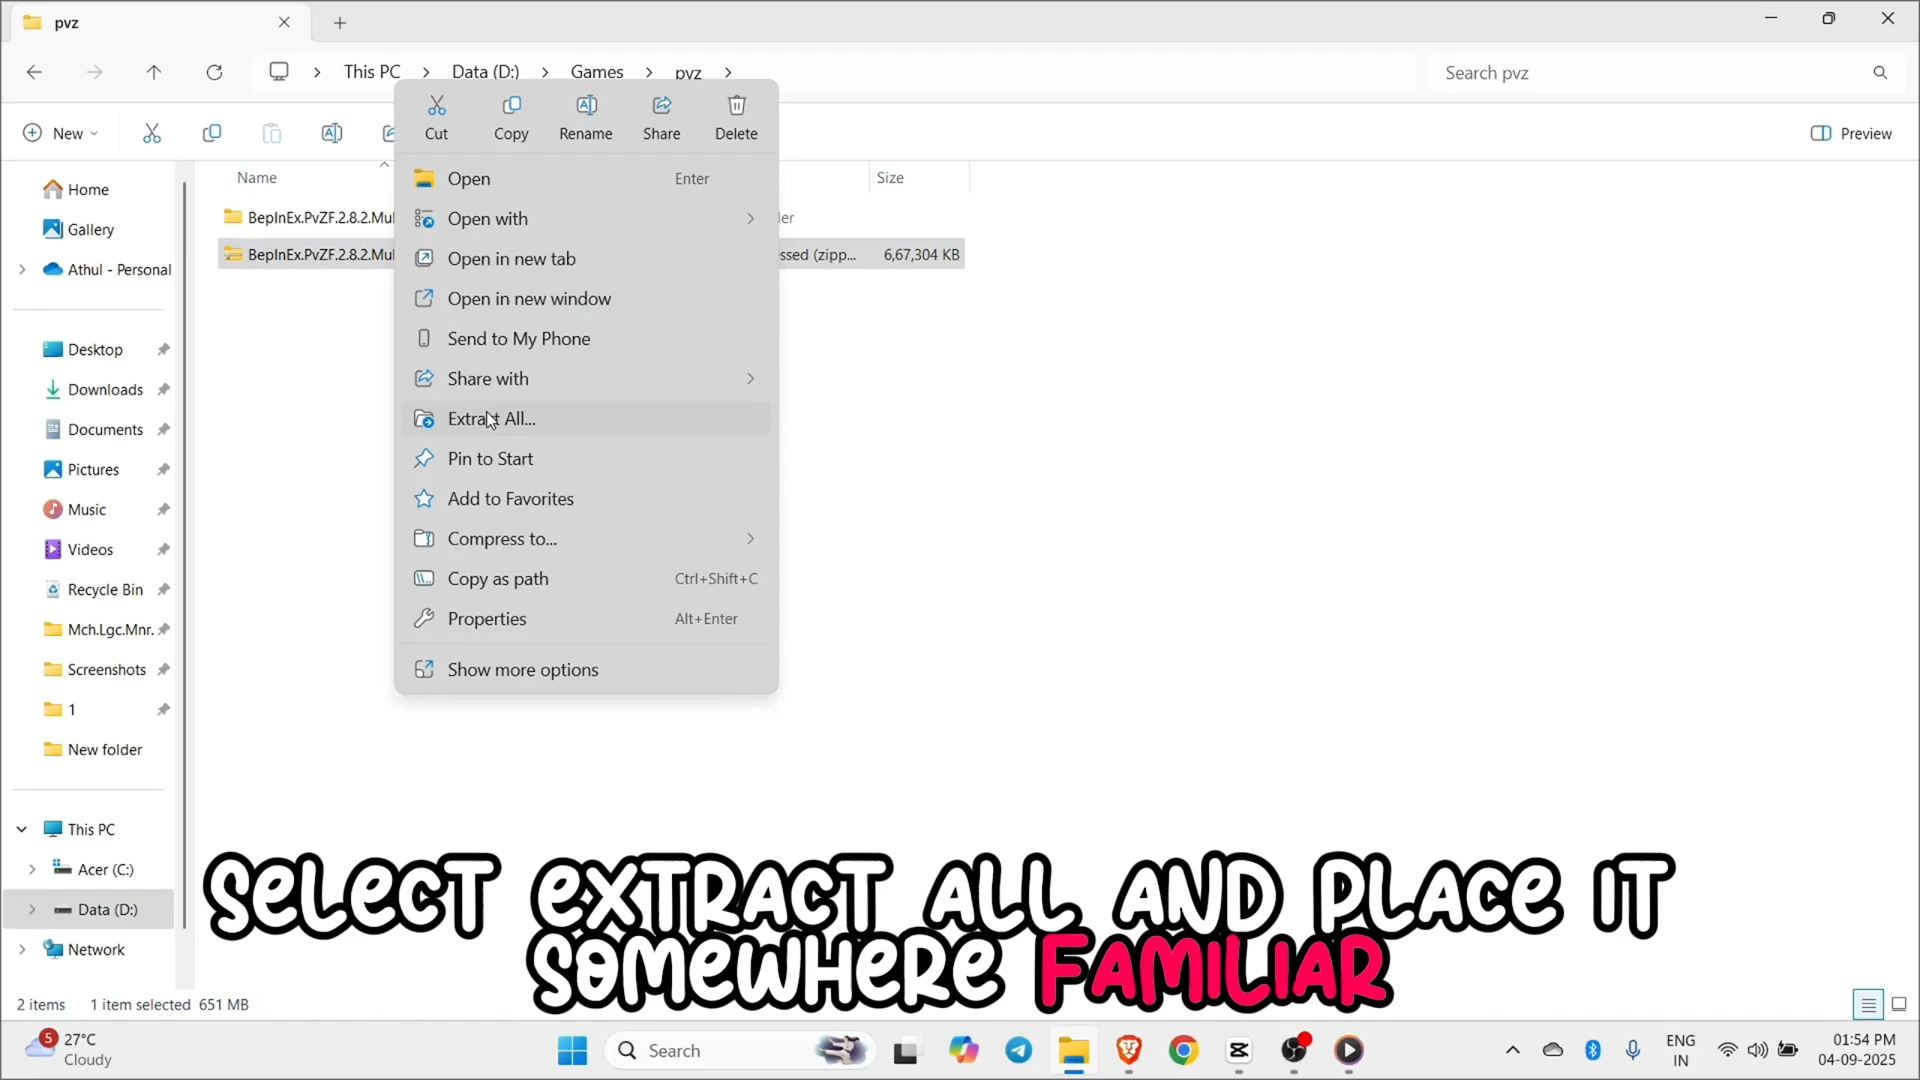 pvz
This PC > Data (D:) > Games > pvz >
Search pvz
New
Preview
Cut Copy Rename Share Delete
Name
Size
BepInEx.PvZF.2.8.2.Mul
BepInEx.PvZF.2.8.2.Mul
ssed (zipp...
6,67,304 KB
Open Enter
Open with
Open in new tab
Open in new window
Send to My Phone
Share with
Extract All...
Pin to Start
Add to Favorites
Compress to...
Copy as path Ctrl+Shift+C
Properties Alt+Enter
Show more options
Home
Gallery
Athul - Personal
Desktop
Downloads
Documents
Pictures
Music
Videos
Recycle Bin
Mch.Lgc.Mnr.
Screenshots
1
New folder
This PC
Acer (C:)
Data (D:)
Network
SELECT EXTRACT ALL AND PLACE IT
SOMEWHERE FAMILIAR
2 items 1 item selected 651 MB
5
27°C
Cloudy
Search
ENG
IN
01:54 PM
04-09-2025